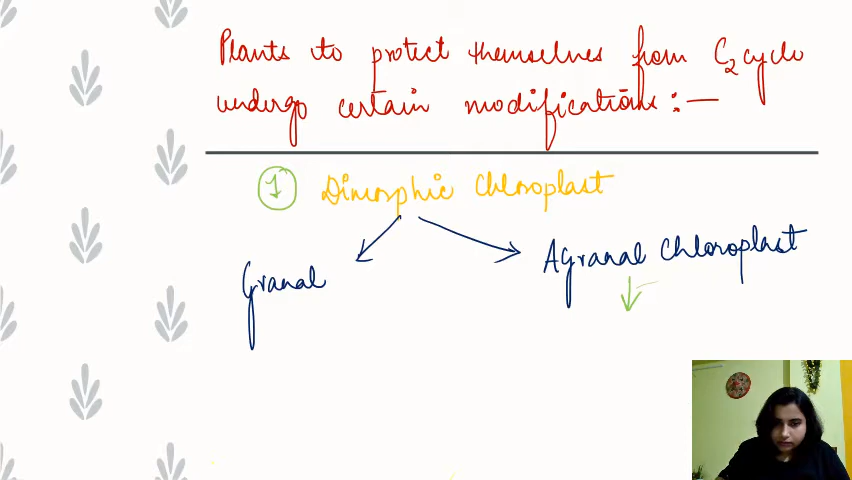 Plants to protect themselves from C2 cycle
undergo certain modifications :-
1 Dimorphic Chloroplast
Granal
Agranal Chloroplast